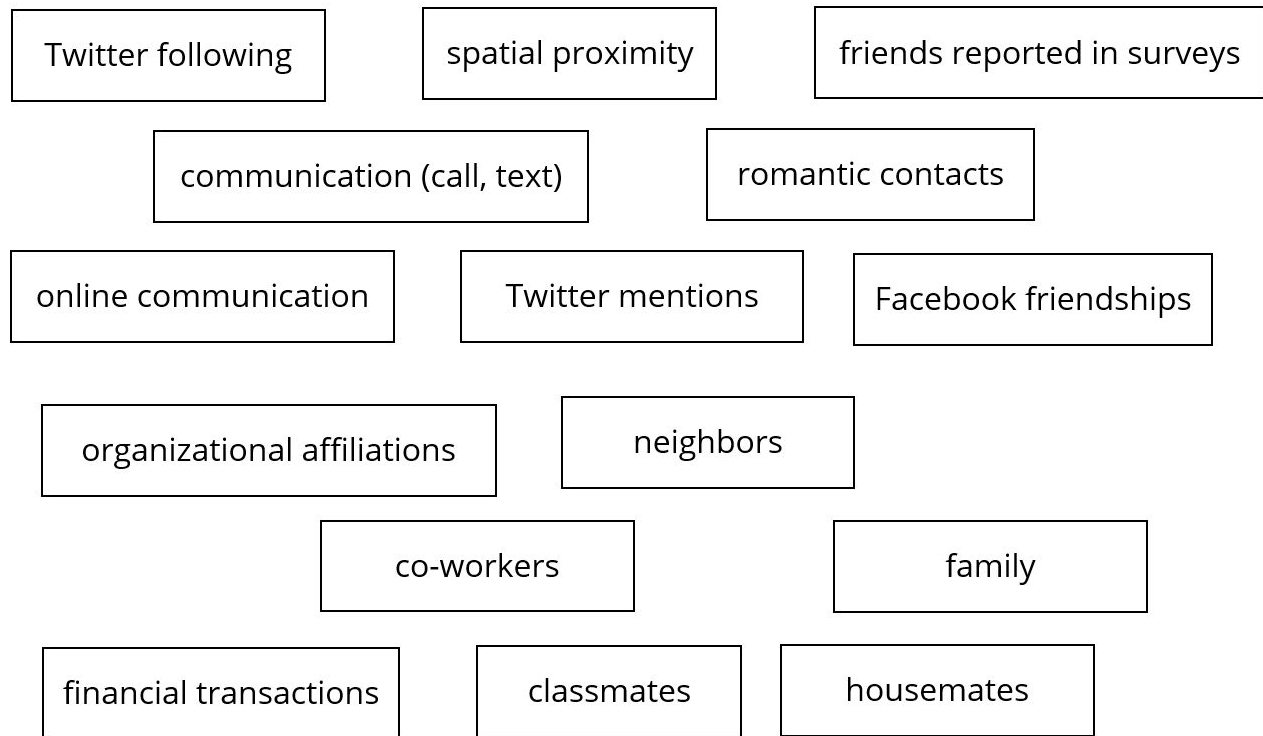 Twitter following
spatial proximity
friends reported in surveys
communication (call, text)
romantic contacts
online communication
Twitter mentions
Facebook friendships
organizational affiliations
neighbors
co-workers
family
financial transactions
classmates
housemates